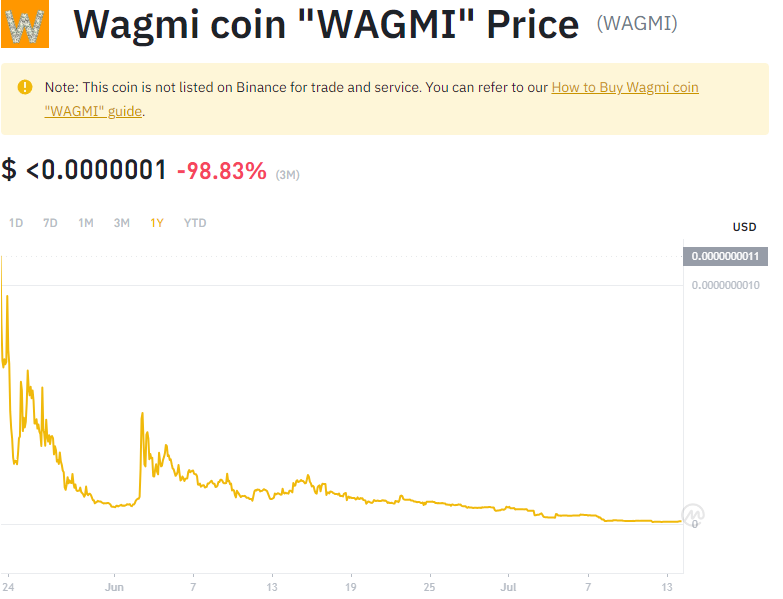 W
Wagmi coin "WAGMI" Price (WAGMI)
Note: This coin is not listed on Binance for trade and service. You can refer to our How to Buy Wagmi coin
"WAGMI" guide.
$ <0.0000001 -98.83% (3M)
1D 7D 1M 3M 1Y YTD
USD
0.0000000011
0.0000000010
0
24 Jun 7 13 19 25 Jul 7 13